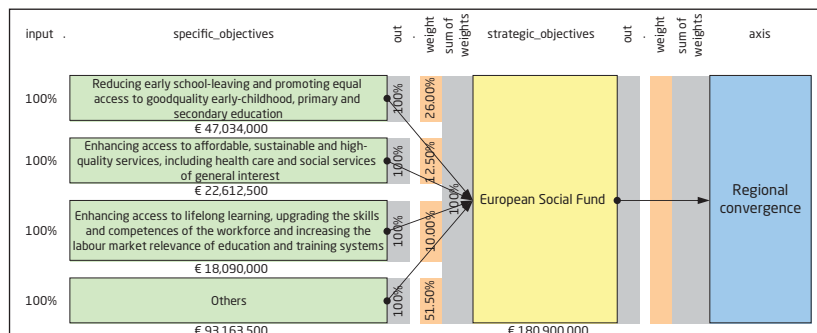 input . specific_objectives out . weight sum of weights strategic_objectives out . weight sum of weights axis
100%
Reducing early school-leaving and promoting equal
access to goodquality early-childhood, primary and
secondary education
100%
26.00%
€ 47,034,000
100%
Enhancing access to affordable, sustainable and high-
quality services, including health care and social services
of general interest
100%
12.50%
€ 22,612,500
100%
Enhancing access to lifelong learning, upgrading the skills
and competences of the workforce and increasing the
labour market relevance of education and training systems
100%
10.00%
€ 18,090,000
100%
Others
100%
51.50%
€ 93,163,500
100%
European Social Fund
€ 180,900,000
Regional
convergence